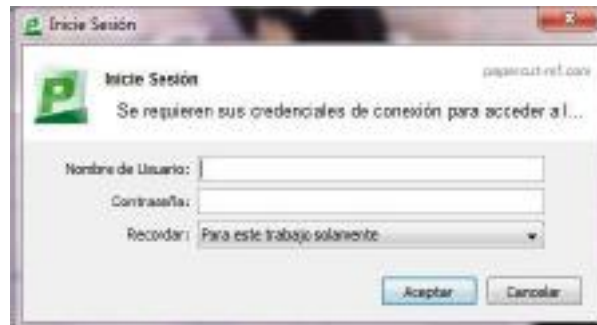 Inicie Sesión
Inicie Sesión
papercut-ref.com
Se requieren sus credenciales de conexión para acceder a l...
Nombre de Usuario:
Contraseña:
Recordar: Para este trabajo solamente
Aceptar Cancelar